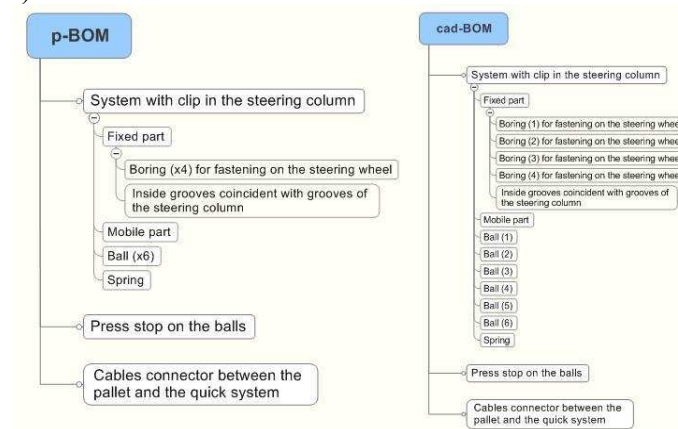 )
p-BOM
System with clip in the steering column
Fixed part
Boring (x4) for fastening on the steering wheel
Inside grooves coincident with grooves of
the steering column
Mobile part
Ball (x6)
Spring
Press stop on the balls
Cables connector between the
pallet and the quick system
cad-BOM
System with clip in the steering column
Fixed part
Boring (1) for fastening on the steering whee
Boring (2) for fastening on the steering whee
Boring (3) for fastening on the steering whee
Boring (4) for fastening on the steering whee
Inside grooves coincident with grooves of
the steering column
Mobile part
Ball (1)
Ball (2)
Ball (3)
Ball (4)
Ball (5)
Ball (6)
Spring
Press stop on the balls
Cables connector between the
pallet and the quick system